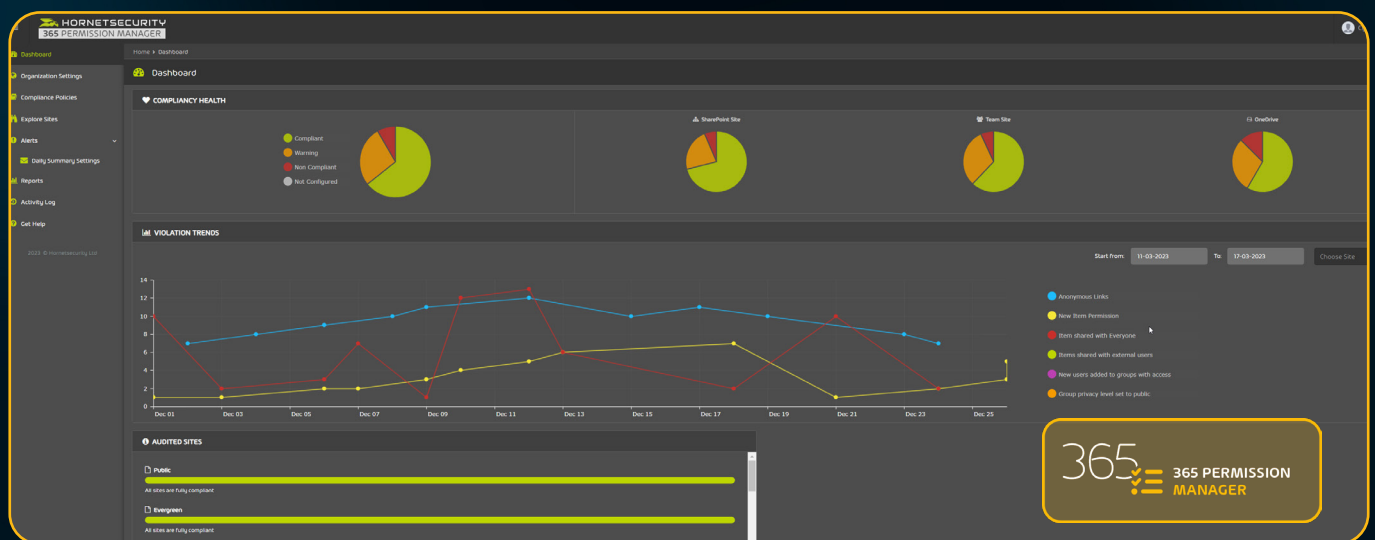 HORNETSECURITY
365 PERMISSION MANAGER
Dashboard
Organization Settings
Compliance Policies
Explore Sites
Alerts
Daily Summary Settings
Reports
Activity Log
Get Help
2023 © Hornetsecurity Ltd
Home > Dashboard
Dashboard
COMPLIANCY HEALTH
Compliant
Warning
Non Compliant
Not Configured
SharePoint Site
Team Site
OneDrive
VIOLATION TRENDS
Start from: 11-03-2023 To: 17-03-2023 Choose Site
14
12
10
8
6
4
2
0
Dec 01 Dec 03 Dec 05 Dec 07 Dec 09 Dec 11 Dec 13 Dec 15 Dec 17 Dec 19 Dec 21 Dec 23 Dec 25
Anonymous Links
New Item Permission
Item shared with Everyone
Items shared with external users
New users added to groups with access
Group privacy level set to public
AUDITED SITES
Public
All sites are fully compliant
Evergreen
All sites are fully compliant
365
365 PERMISSION
MANAGER